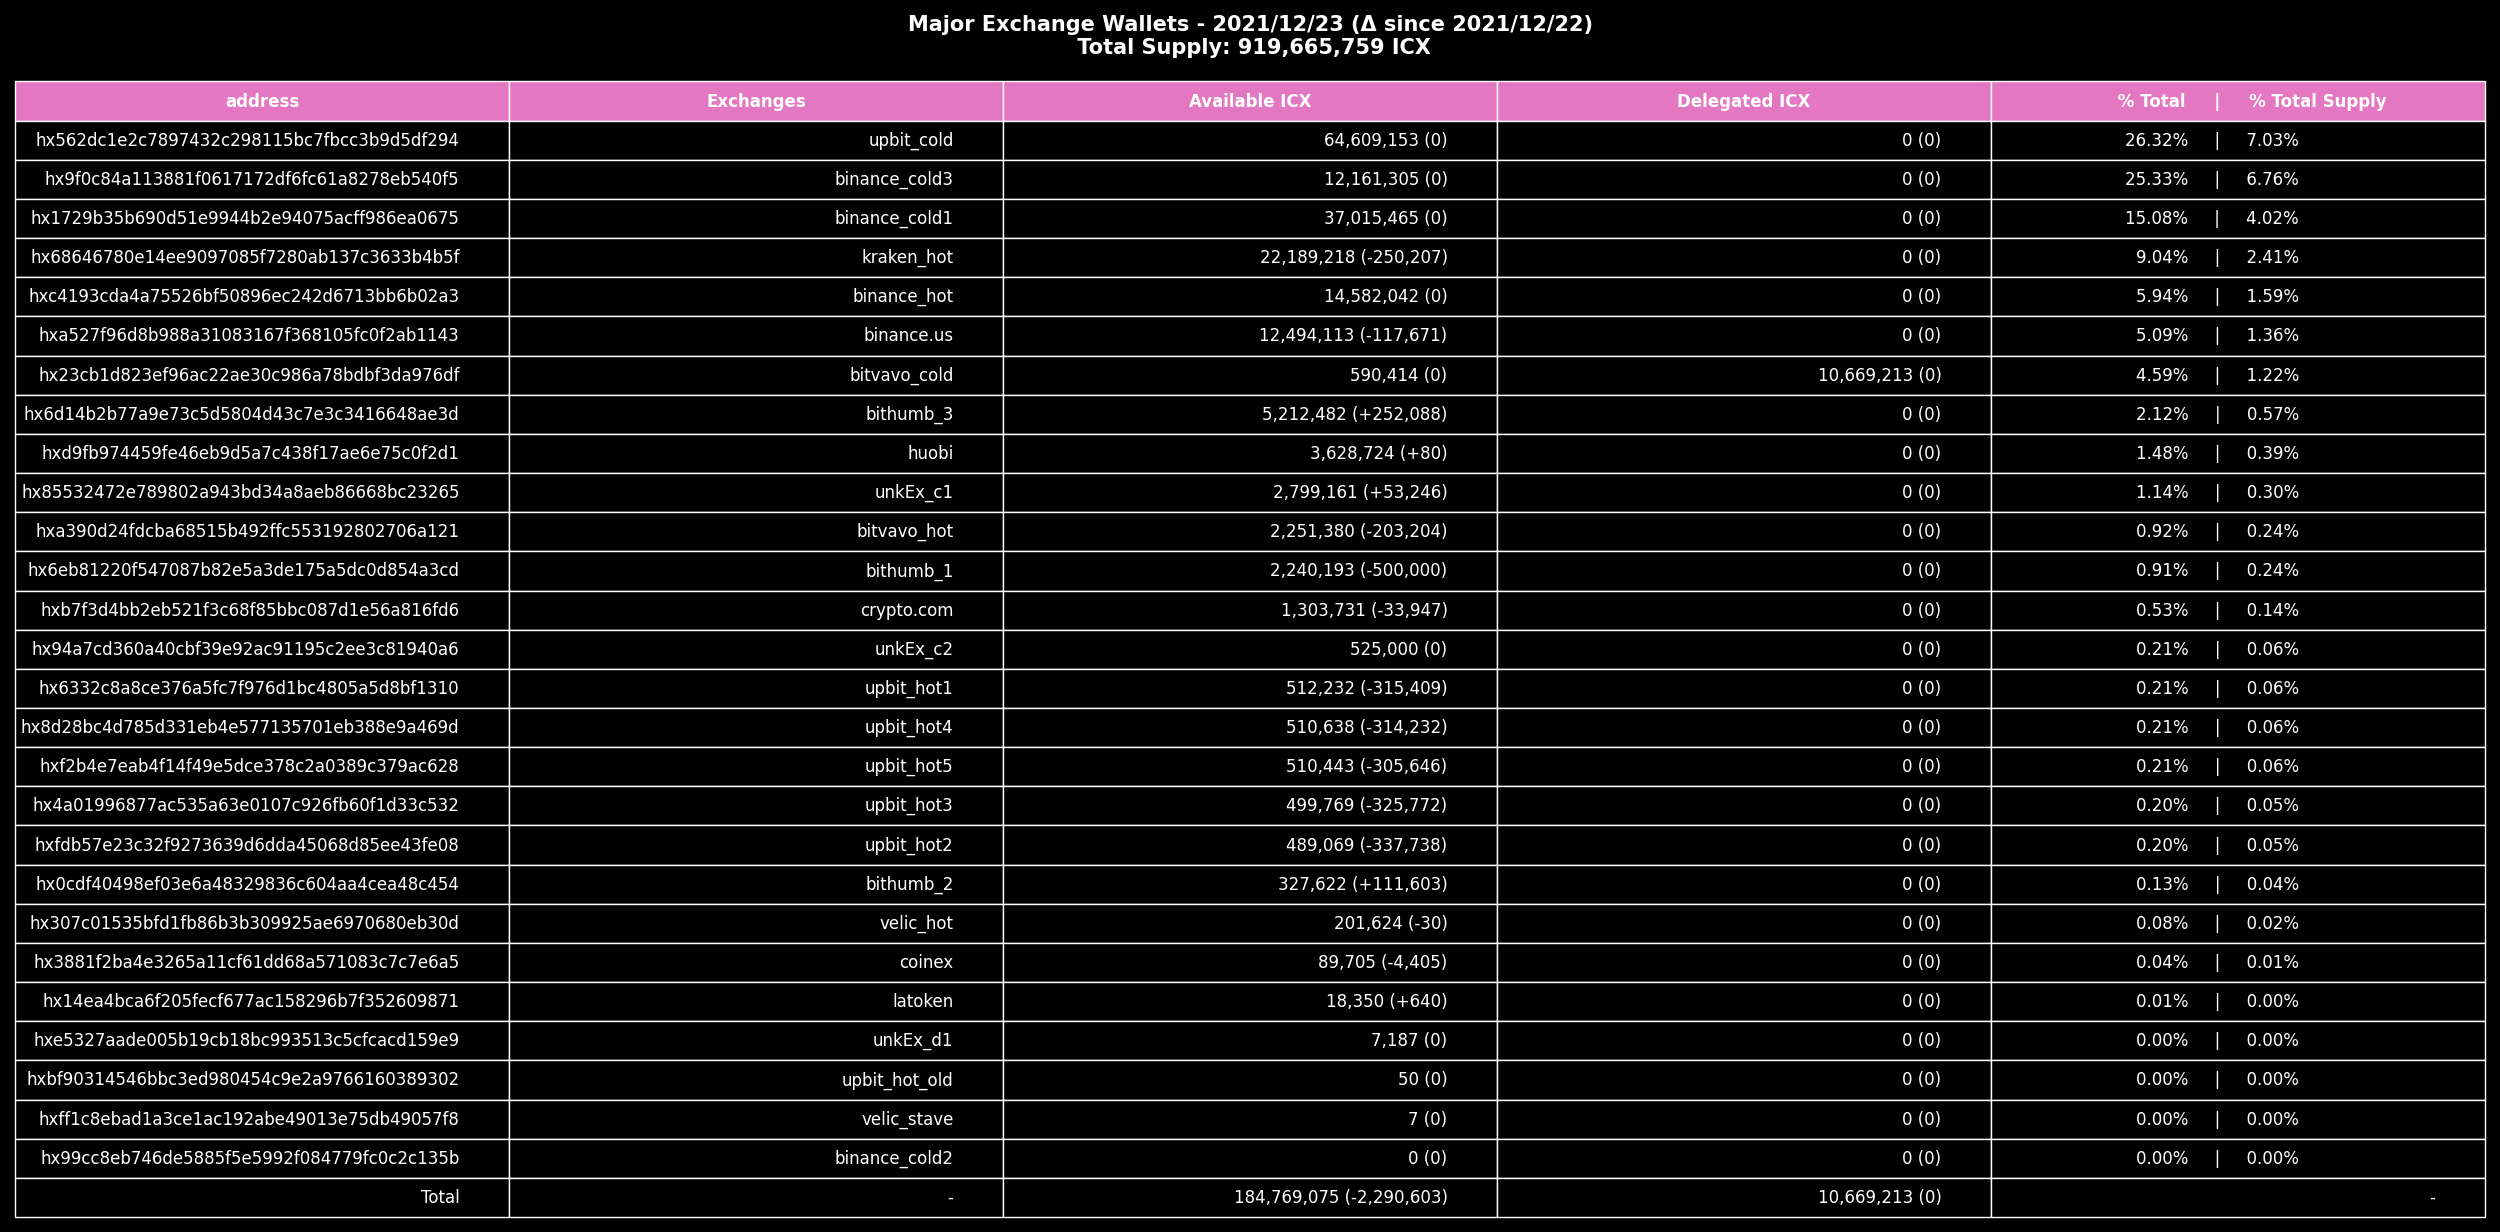 Major Exchange Wallets - 2021/12/23 (Δ since 2021/12/22)
Total Supply: 919,665,759 ICX
address Exchanges Available ICX Delegated ICX % Total | % Total Supply
hx562dc1e2c7897432c298115bc7fbcc3b9d5df294 upbit_cold 64,609,153 (0) 0 (0) 26.32% | 7.03%
hx9f0c84a113881f0617172df6fc61a8278eb540f5 binance_cold3 12,161,305 (0) 0 (0) 25.33% | 6.76%
hx1729b35b690d51e9944b2e94075acff986ea0675 binance_cold1 37,015,465 (0) 0 (0) 15.08% | 4.02%
hx68646780e14ee9097085f7280ab137c3633b4b5f kraken_hot 22,189,218 (-250,207) 0 (0) 9.04% | 2.41%
hxc4193cda4a75526bf50896ec242d6713bb6b02a3 binance_hot 14,582,042 (0) 0 (0) 5.94% | 1.59%
hxa527f96d8b988a31083167f368105fc0f2ab1143 binance.us 12,494,113 (-117,671) 0 (0) 5.09% | 1.36%
hx23cb1d823ef96ac22ae30c986a78bdbf3da976df bitvavo_cold 590,414 (0) 10,669,213 (0) 4.59% | 1.22%
hx6d14b2b77a9e73c5d5804d43c7e3c3416648ae3d bithumb_3 5,212,482 (+252,088) 0 (0) 2.12% | 0.57%
hxd9fb974459fe46eb9d5a7c438f17ae6e75c0f2d1 huobi 3,628,724 (+80) 0 (0) 1.48% | 0.39%
hx85532472e789802a943bd34a8aeb86668bc23265 unkEx_c1 2,799,161 (+53,246) 0 (0) 1.14% | 0.30%
hxa390d24fdcba68515b492ffc553192802706a121 bitvavo_hot 2,251,380 (-203,204) 0 (0) 0.92% | 0.24%
hx6eb81220f547087b82e5a3de175a5dc0d854a3cd bithumb_1 2,240,193 (-500,000) 0 (0) 0.91% | 0.24%
hxb7f3d4bb2eb521f3c68f85bbc087d1e56a816fd6 crypto.com 1,303,731 (-33,947) 0 (0) 0.53% | 0.14%
hx94a7cd360a40cbf39e92ac91195c2ee3c81940a6 unkEx_c2 525,000 (0) 0 (0) 0.21% | 0.06%
hx6332c8a8ce376a5fc7f976d1bc4805a5d8bf1310 upbit_hot1 512,232 (-315,409) 0 (0) 0.21% | 0.06%
hx8d28bc4d785d331eb4e577135701eb388e9a469d upbit_hot4 510,638 (-314,232) 0 (0) 0.21% | 0.06%
hxf2b4e7eab4f14f49e5dce378c2a0389c379ac628 upbit_hot5 510,443 (-305,646) 0 (0) 0.21% | 0.06%
hx4a01996877ac535a63e0107c926fb60f1d33c532 upbit_hot3 499,769 (-325,772) 0 (0) 0.20% | 0.05%
hxfdb57e23c32f9273639d6dda45068d85ee43fe08 upbit_hot2 489,069 (-337,738) 0 (0) 0.20% | 0.05%
hx0cdf40498ef03e6a48329836c604aa4cea48c454 bithumb_2 327,622 (+111,603) 0 (0) 0.13% | 0.04%
hx307c01535bfd1fb86b3b309925ae6970680eb30d velic_hot 201,624 (-30) 0 (0) 0.08% | 0.02%
hx3881f2ba4e3265a11cf61dd68a571083c7c7e6a5 coinex 89,705 (-4,405) 0 (0) 0.04% | 0.01%
hx14ea4bca6f205fecf677ac158296b7f352609871 latoken 18,350 (+640) 0 (0) 0.01% | 0.00%
hxe5327aade005b19cb18bc993513c5cfcacd159e9 unkEx_d1 7,187 (0) 0 (0) 0.00% | 0.00%
hxbf90314546bbc3ed980454c9e2a9766160389302 upbit_hot_old 50 (0) 0 (0) 0.00% | 0.00%
hxff1c8ebad1a3ce1ac192abe49013e75db49057f8 velic_stave 7 (0) 0 (0) 0.00% | 0.00%
hx99cc8eb746de5885f5e5992f084779fc0c2c135b binance_cold2 0 (0) 0 (0) 0.00% | 0.00%
Total - 184,769,075 (-2,290,603) 10,669,213 (0) -